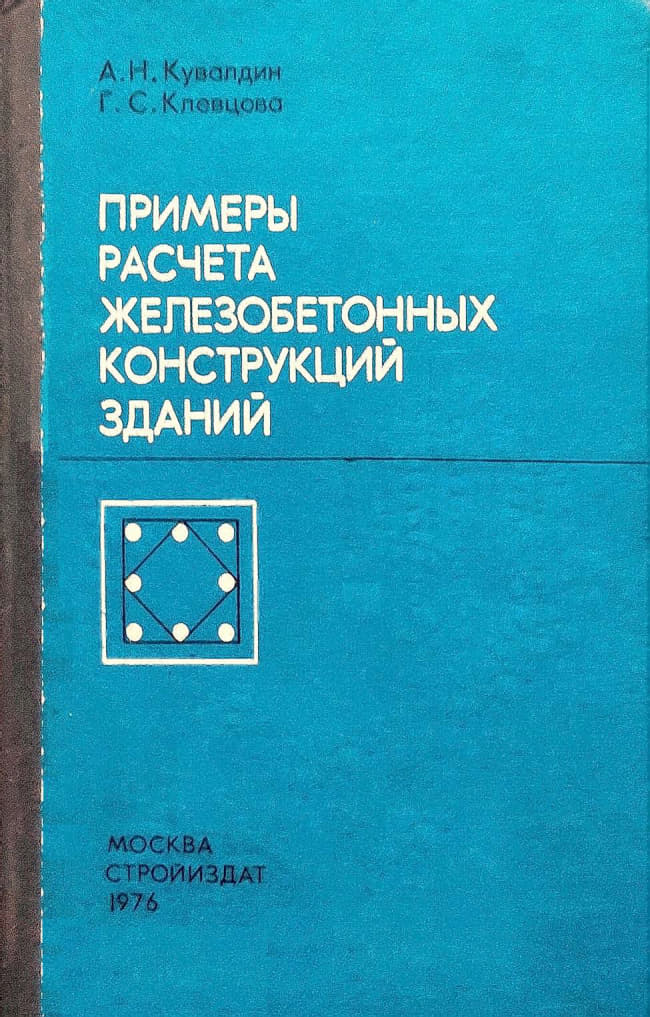 А.Н.Кувалдин
Г.С.Клевцова
ПРИМЕРЫ
РАСЧЕТА
ЖЕЛЕЗОБЕТОННЫХ
КОНСТРУКЦИЙ
ЗДАНИЙ
МОСКВА
СТРОЙИЗДАТ
1976